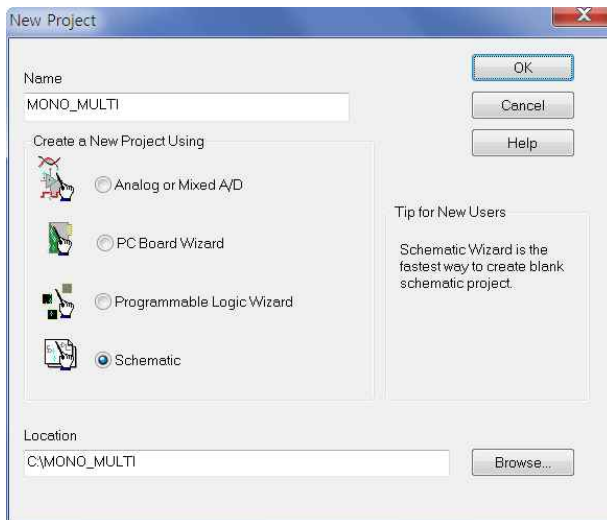 New Project
Name
MONO_MULTI
OK
Cancel
Help
Create a New Project Using
Analog or Mixed A/D
PC Board Wizard
Programmable Logic Wizard
Schematic
Tip for New Users
Schematic Wizard is the
fastest way to create blank
schematic project.
Location
C:\MONO_MULTI
Browse...